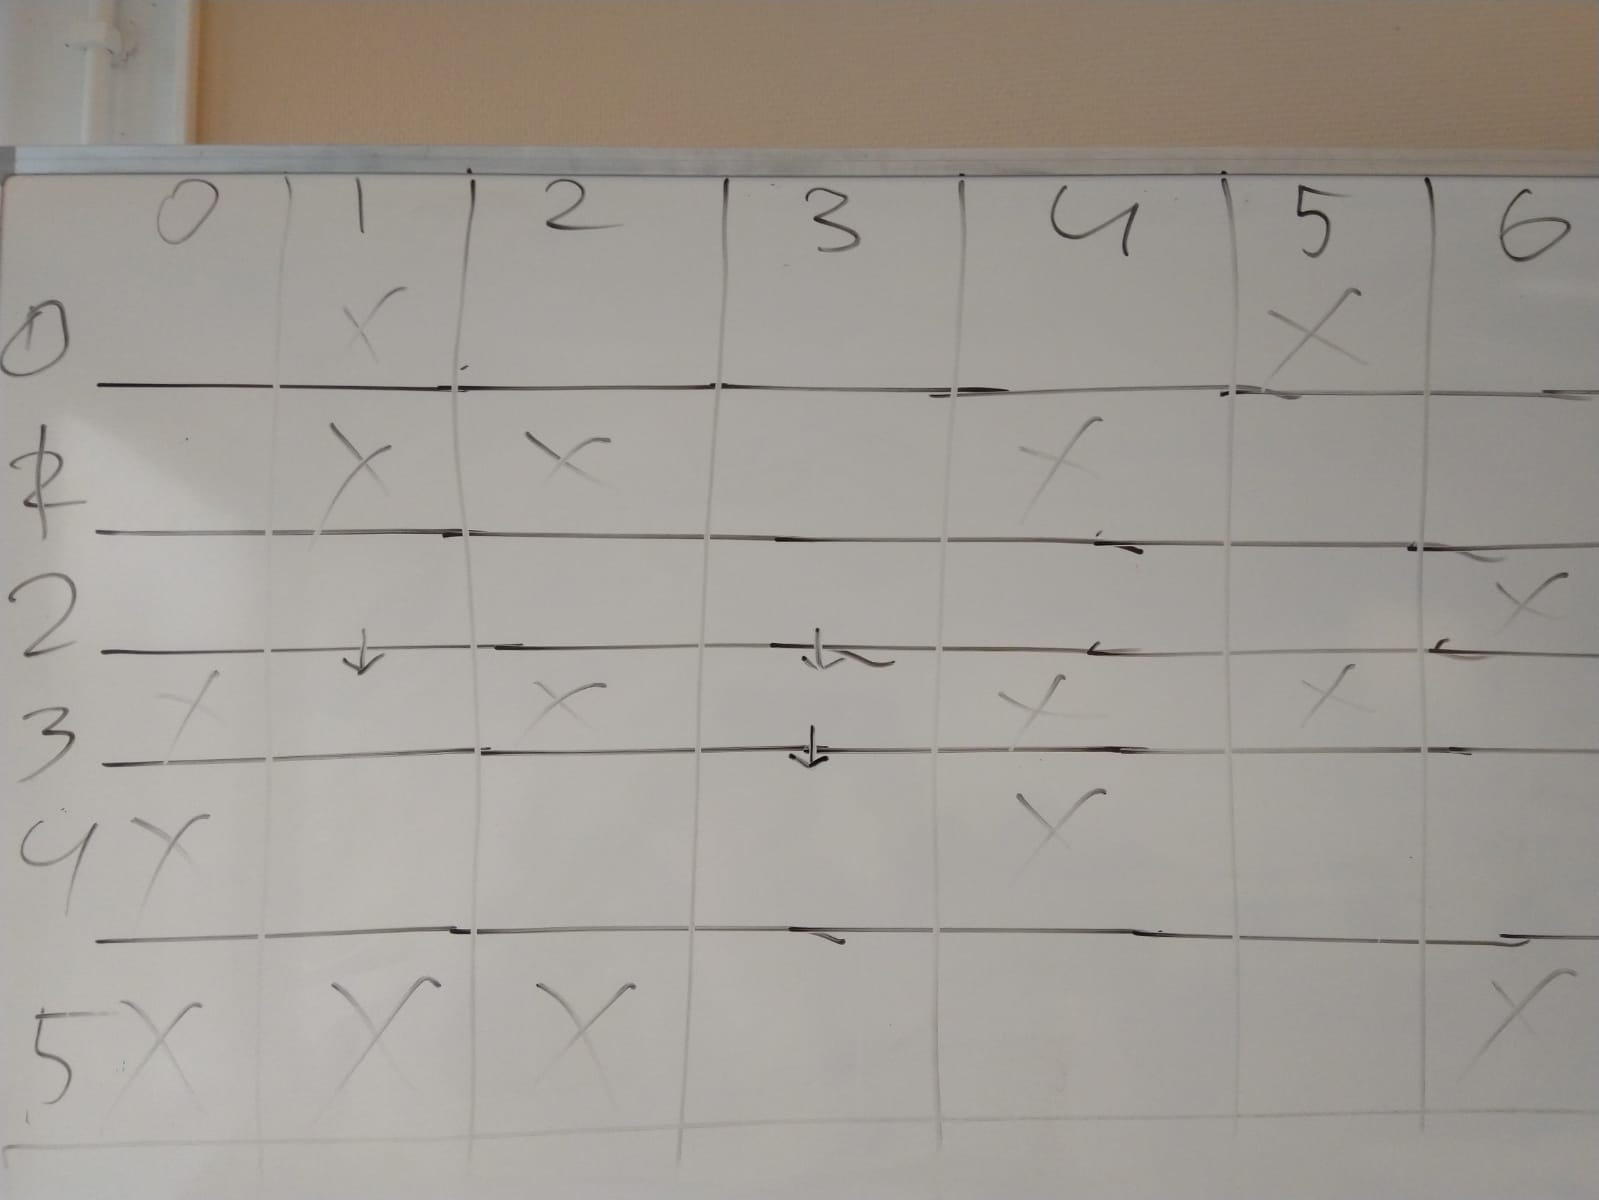 0 1 2 3 4 5 6
0 X X
1 X X X
2 X
↓ ↓ ← ←
3 X X X X
↓
4 X X
5 X X X X